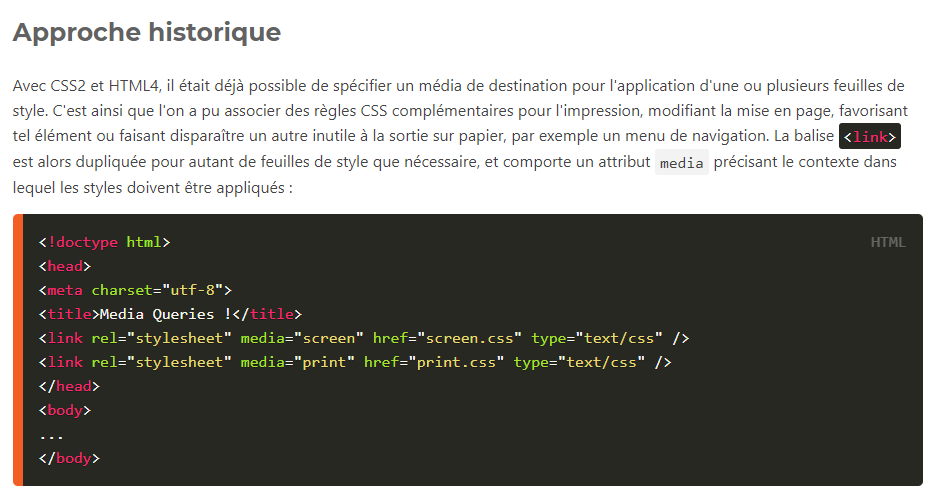 Approche historique
Avec CSS2 et HTML4, il était déjà possible de spécifier un média de destination pour l'application d'une ou plusieurs feuilles de
style. C'est ainsi que l'on a pu associer des règles CSS complémentaires pour l'impression, modifiant la mise en page, favorisant
tel élément ou faisant disparaître un autre inutile à la sortie sur papier, par exemple un menu de navigation. La balise <link>
est alors dupliquée pour autant de feuilles de style que nécessaire, et comporte un attribut media précisant le contexte dans
lequel les styles doivent être appliqués :
HTML
<!doctype html>
<head>
<meta charset="utf-8">
<title>Media Queries !</title>
<link rel="stylesheet" media="screen" href="screen.css" type="text/css" />
<link rel="stylesheet" media="print" href="print.css" type="text/css" />
</head>
<body>
...
</body>